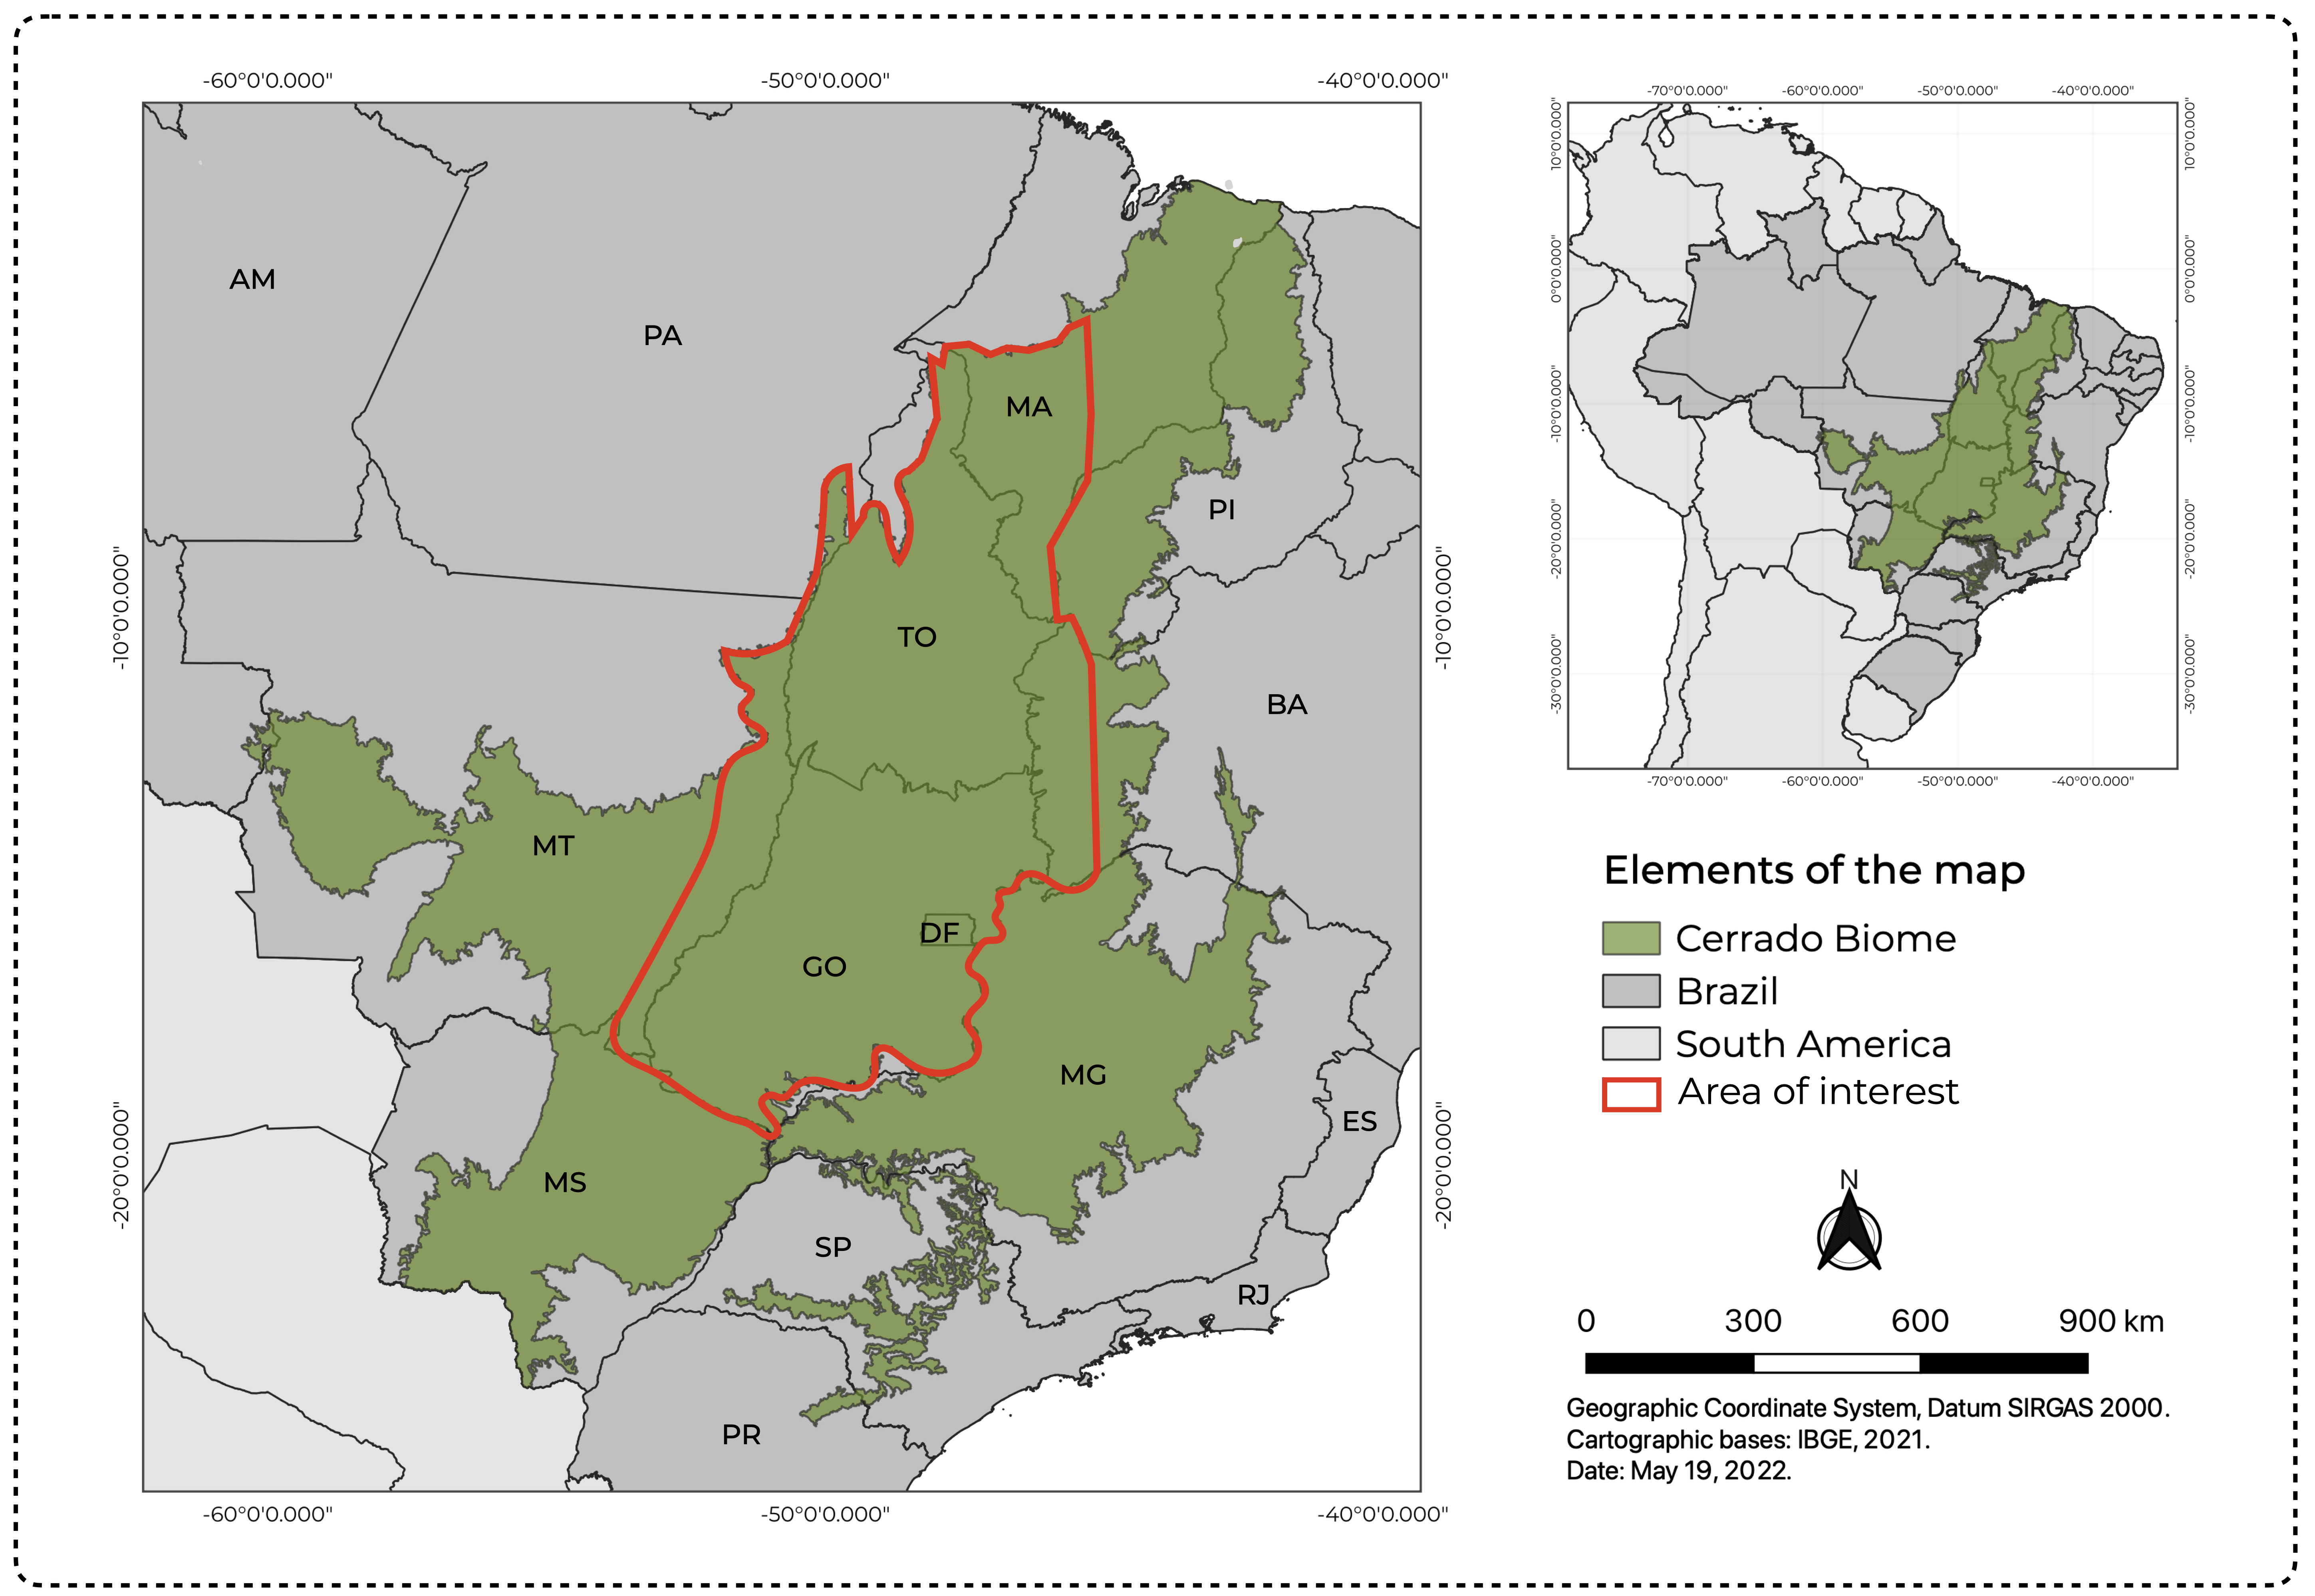 -60°0'0.000" -50°0'0.000" -40°0'0.000"
-70°0'0.000" -60°0'0.000" -50°0'0.000" -40°0'0.000"
10°0'0.000" 10°0'0.000"
0°0'0.000" 0°0'0.000"
-10°0'0.000" -10°0'0.000"
-20°0'0.000" -20°0'0.000"
-30°0'0.000" -30°0'0.000"
-70°0'0.000" -60°0'0.000" -50°0'0.000" -40°0'0.000"
AM
PA
MA
PI
-10°0'0.000" -10°0'0.000"
TO
BA
MT
DF
GO
MG
ES
-20°0'0.000" -20°0'0.000"
MS
SP
RJ
PR
-60°0'0.000" -50°0'0.000" -40°0'0.000"
Elements of the map
Cerrado Biome
Brazil
South America
Area of interest
N
0 300 600 900 km
Geographic Coordinate System, Datum SIRGAS 2000.
Cartographic bases: IBGE, 2021.
Date: May 19, 2022.